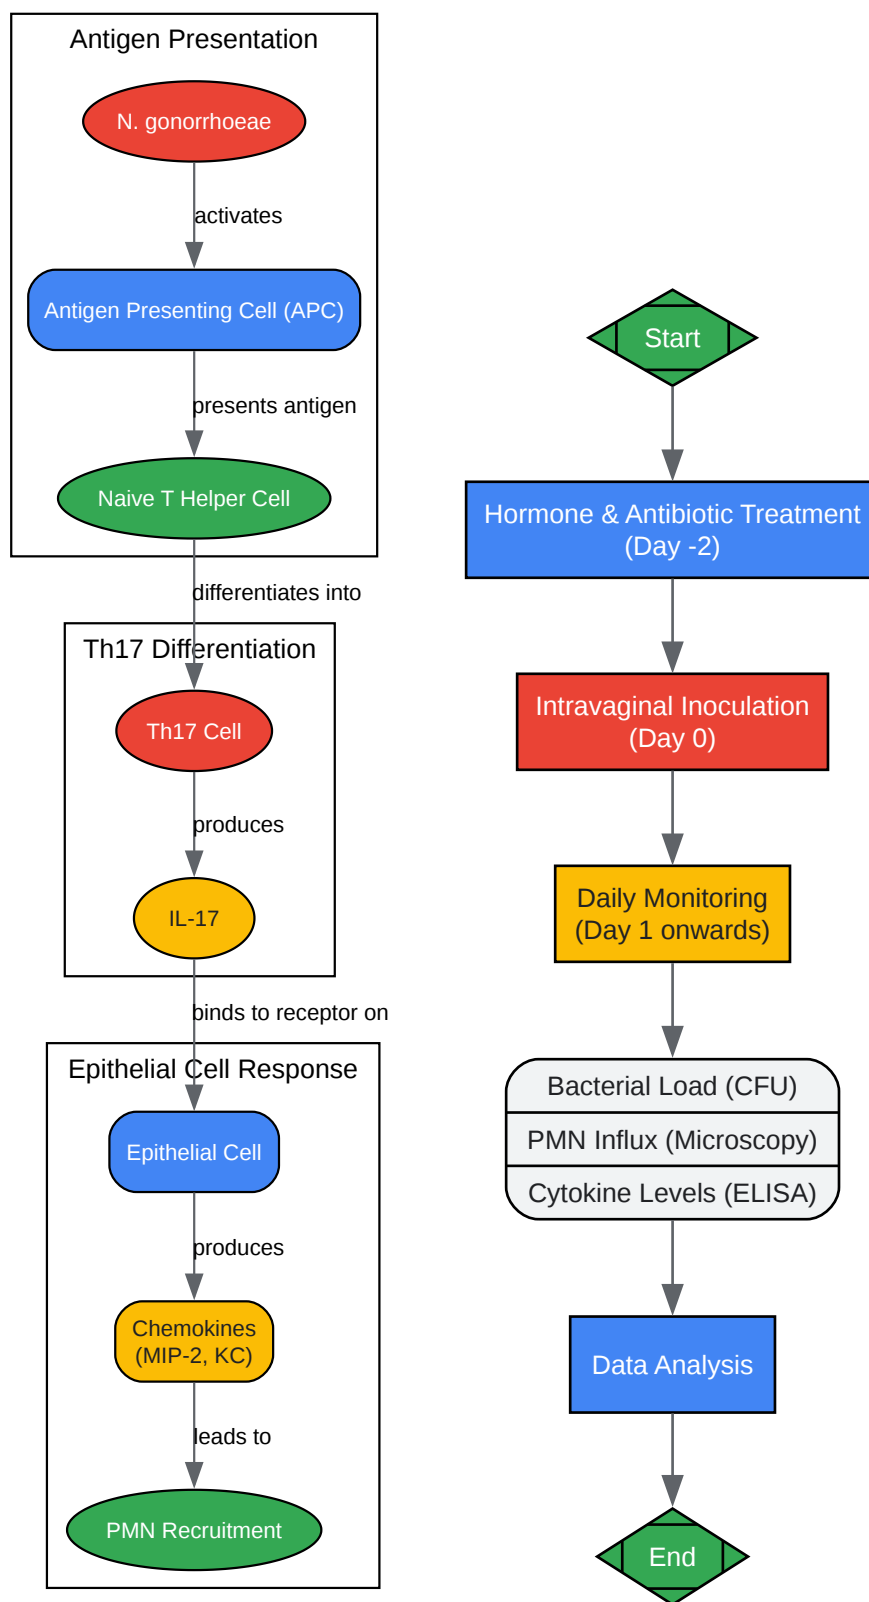 Antigen Presentation
N. gonorrhoeae
activates
Antigen Presenting Cell (APC)
presents antigen
Naive T Helper Cell
differentiates into
Th17 Differentiation
Th17 Cell
produces
IL-17
binds to receptor on
Epithelial Cell Response
Epithelial Cell
produces
Chemokines
(MIP-2, KC)
leads to
PMN Recruitment
Start
Hormone & Antibiotic Treatment
(Day -2)
Intravaginal Inoculation
(Day 0)
Daily Monitoring
(Day 1 onwards)
Bacterial Load (CFU)
PMN Influx (Microscopy)
Cytokine Levels (ELISA)
Data Analysis
End